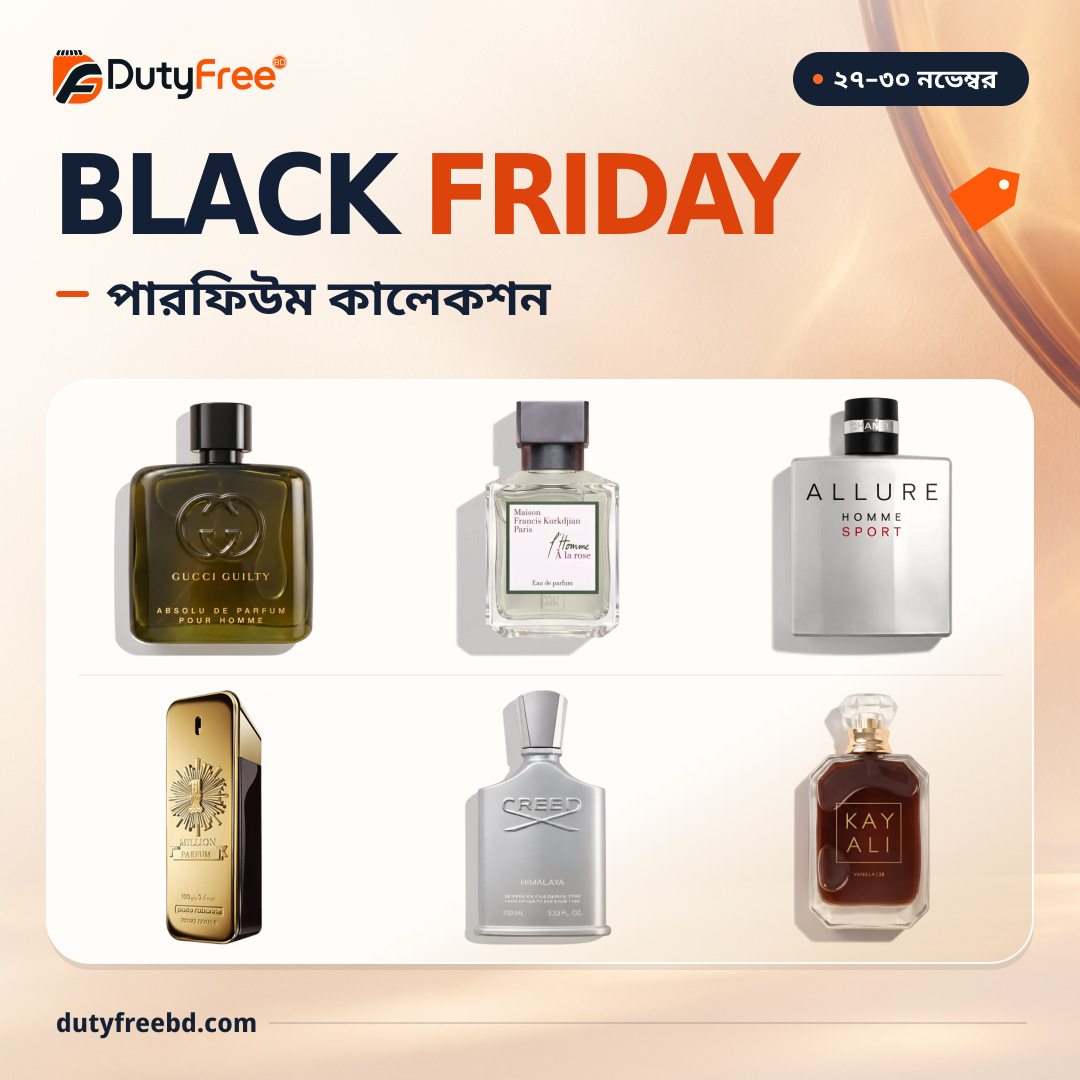 DutyFree BD
২৭–৩০ নভেম্বর
BLACK FRIDAY
পারফিউম কালেকশন
GUCCI GUILTY
ABSOLU DE PARFUM
POUR HOMME
Maison
Francis Kurkdjian
Paris
l'Homme
À la rose
Eau de parfum
CHANEL
ALLURE
HOMME
SPORT
1
MILLION
PARFUM
paco rabanne
CREED
HIMALAYA
100 ML 3.33 FL. OZ.
KAY
ALI
VANILLA | 28
dutyfreebd.com